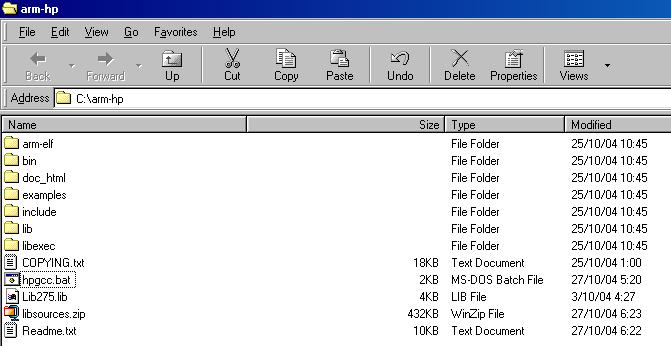 arm-hp
File Edit View Go Favorites Help
Back Forward Up Cut Copy Paste Undo Delete Properties Views
Address C:\arm-hp
Name Size Type Modified
arm-elf File Folder 25/10/04 10:45
bin File Folder 25/10/04 10:45
doc_html File Folder 25/10/04 10:45
examples File Folder 25/10/04 10:45
include File Folder 25/10/04 10:45
lib File Folder 25/10/04 10:45
libexec File Folder 25/10/04 10:45
COPYING.txt 18KB Text Document 25/10/04 1:00
hpgcc.bat 2KB MS-DOS Batch File 27/10/04 5:20
Lib275.lib 4KB LIB File 3/10/04 4:27
libsources.zip 432KB WinZip File 27/10/04 6:23
Readme.txt 10KB Text Document 27/10/04 6:22